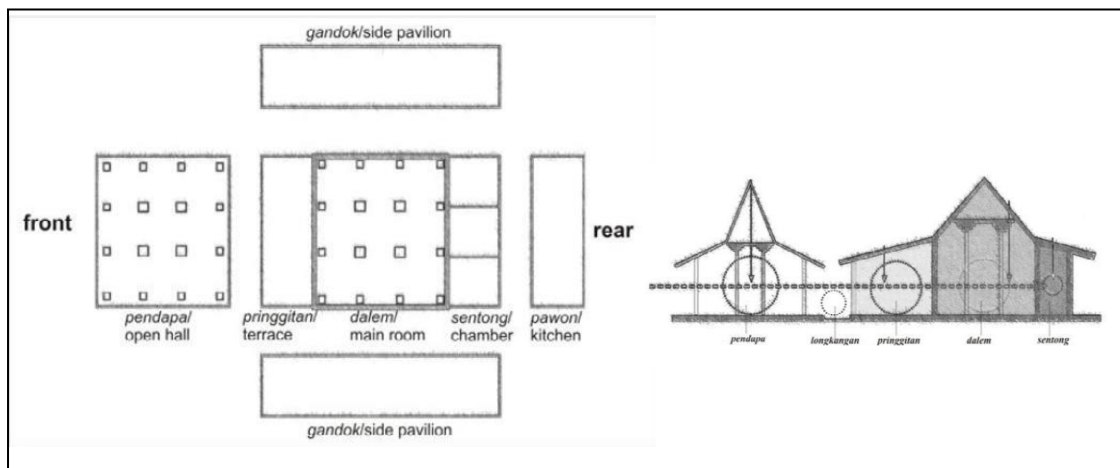 gandok/side pavilion
front
rear
pendapa/
open hall
pringgitan/
terrace
dalem/
main room
sentong/
chamber
pawon/
kitchen
gandok/side pavilion
pendapa
longkangan
pringgitan
dalem
sentong